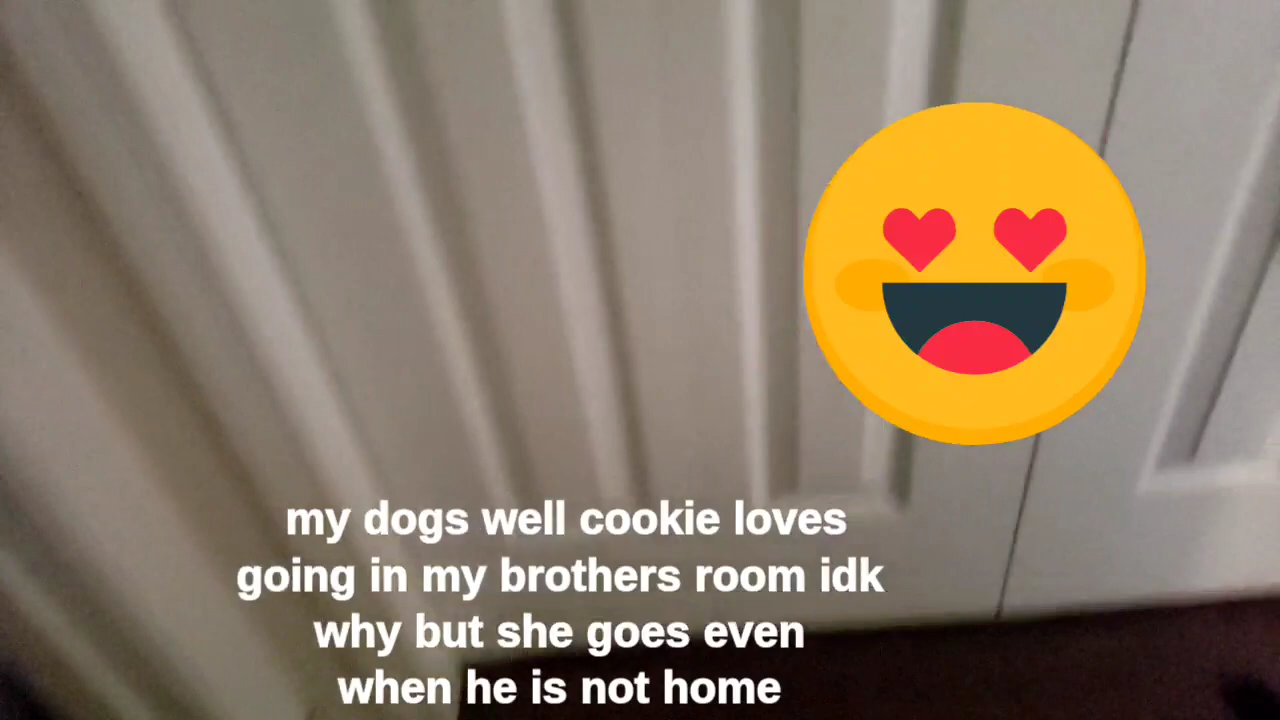 my dogs well cookie loves
going in my brothers room idk
why but she goes even
when he is not home